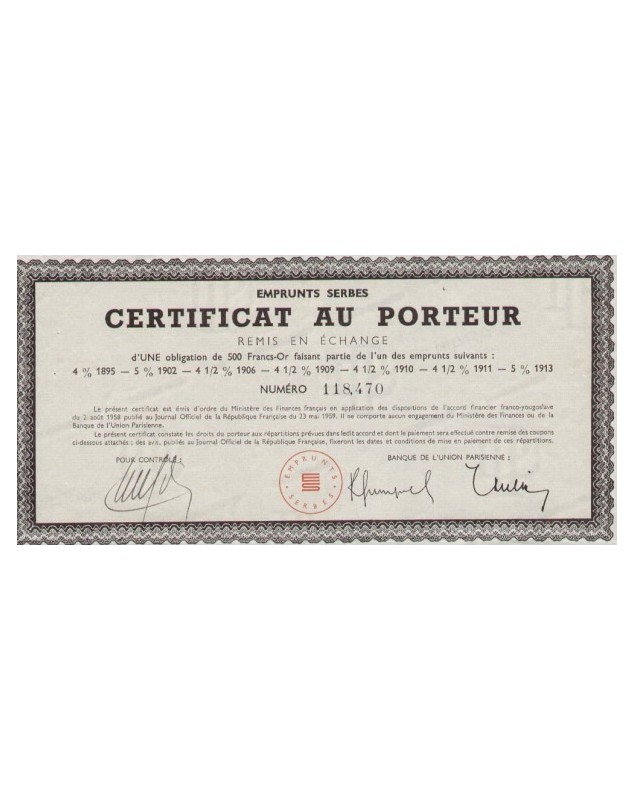 EMPRUNTS SERBES
CERTIFICAT AU PORTEUR
REMIS EN ÉCHANGE
d'UNE obligation de 500 Francs-Or faisant partie de l'un des emprunts suivants :
4 % 1895 — 5 % 1902 — 4 1/2 % 1906 — 4 1/2 % 1909 — 4 1/2 % 1910 — 4 1/2 % 1911 — 5 % 1913
NUMÉRO 118,470
Le présent certificat est émis d'ordre du Ministère des Finances français en application des dispositions de l'accord financier franco-yougoslave
du 2 août 1958 publié au Journal Officiel de la République Française du 23 mai 1959. Il ne comporte aucun engagement du Ministère des Finances ou de la
Banque de l'Union Parisienne.
Le présent certificat constate les droits du porteur aux répartitions prévues dans ledit accord et dont le paiement sera effectué contre remise des coupons
ci-dessous attachés ; des avis, publiés au Journal Officiel de la République Française, fixeront les dates et conditions de mise en paiement de ces répartitions.
POUR CONTRÔLE :
BANQUE DE L'UNION PARISIENNE :
EMPRUNTS
SERBES